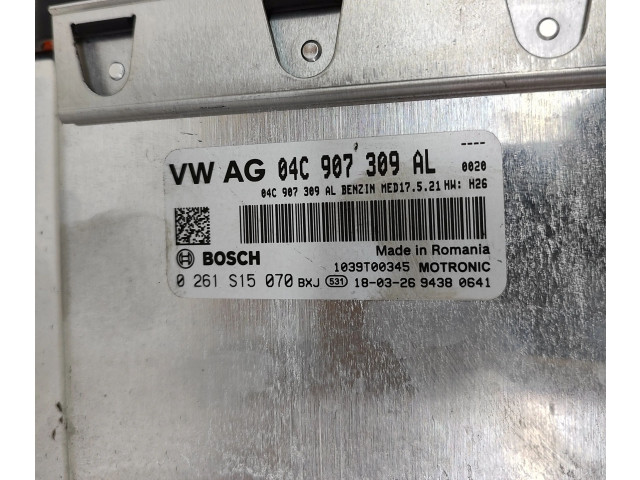 ----
VW AG 04C 907 309 AL 0020
04C 907 309 AL BENZIN MED17.5.21 HW: H26
BOSCH Made in Romania
1039T00345 MOTRONIC
0 261 S15 070 BXJ 531 18-03-26 9438 0641